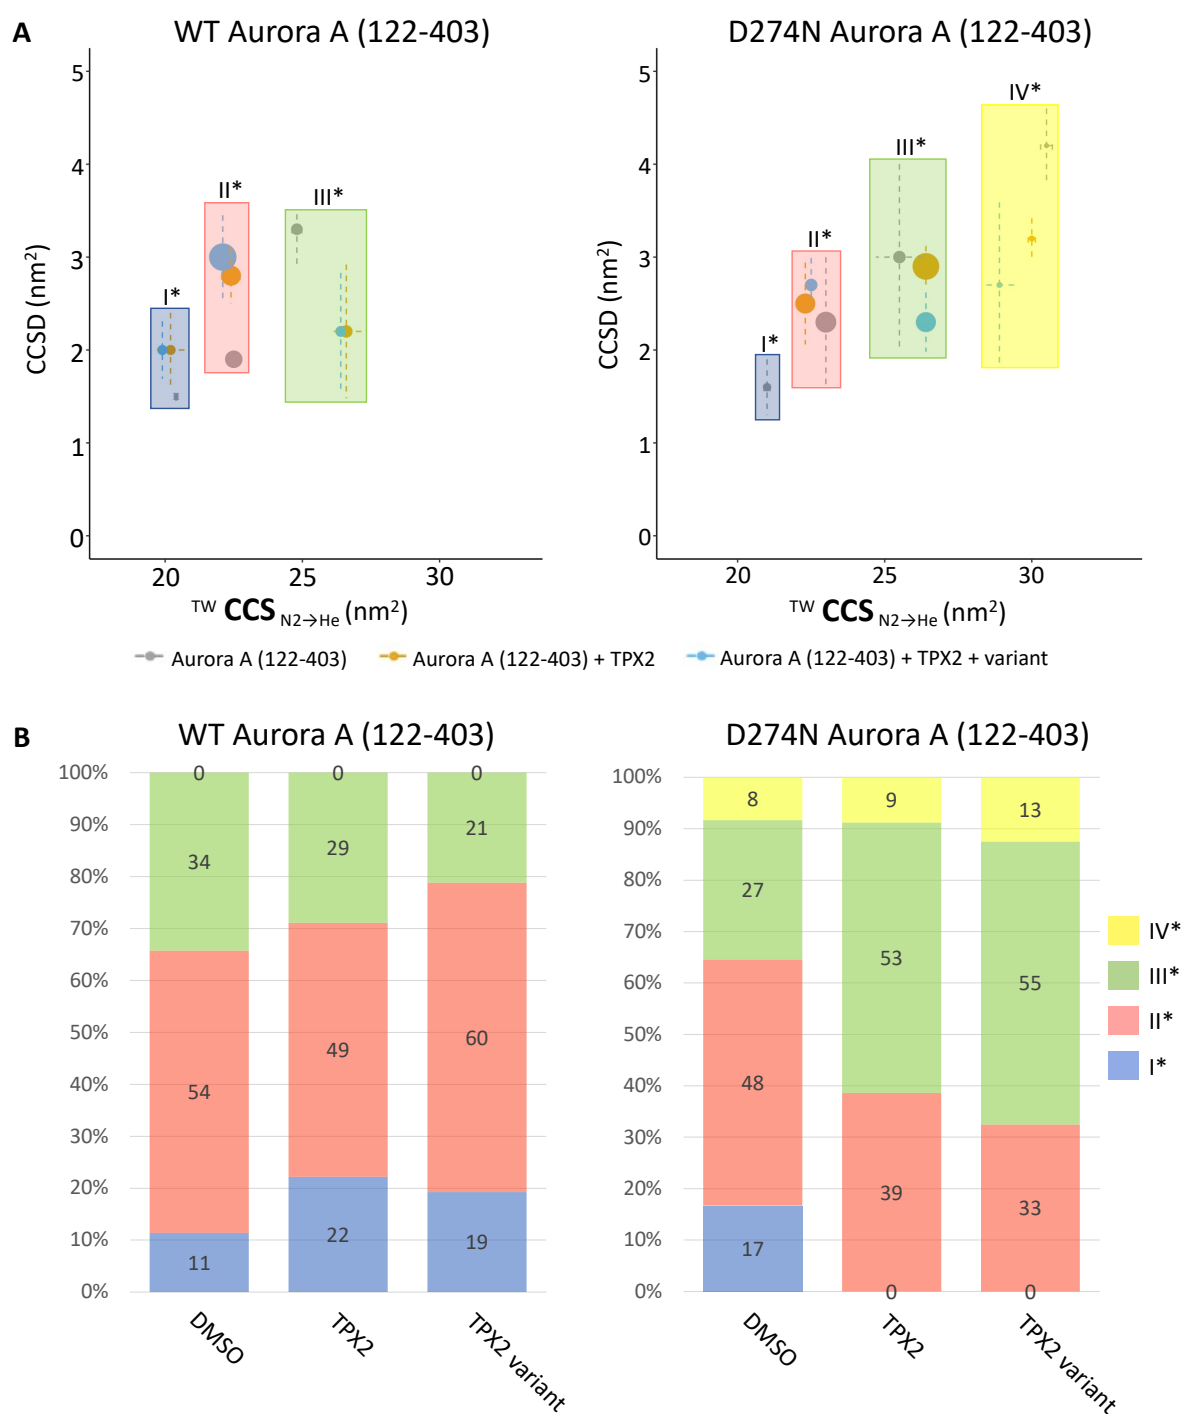 A
WT Aurora A (122-403)
D274N Aurora A (122-403)
5
4
3
2
1
0
CCSD (nm²)
I*
II*
III*
20
25
30
TW CCS N2→He (nm²)
5
4
3
2
1
0
CCSD (nm²)
I*
II*
III*
IV*
20
25
30
TW CCS N2→He (nm²)
Aurora A (122-403)
Aurora A (122-403) + TPX2
Aurora A (122-403) + TPX2 + variant
B
WT Aurora A (122-403)
D274N Aurora A (122-403)
100%
90%
80%
70%
60%
50%
40%
30%
20%
10%
0%
0
34
54
11
0
29
49
22
0
21
60
19
DMSO
TPX2
TPX2 variant
100%
90%
80%
70%
60%
50%
40%
30%
20%
10%
0%
8
27
48
17
9
53
39
0
13
55
33
0
DMSO
TPX2
TPX2 variant
IV*
III*
II*
I*